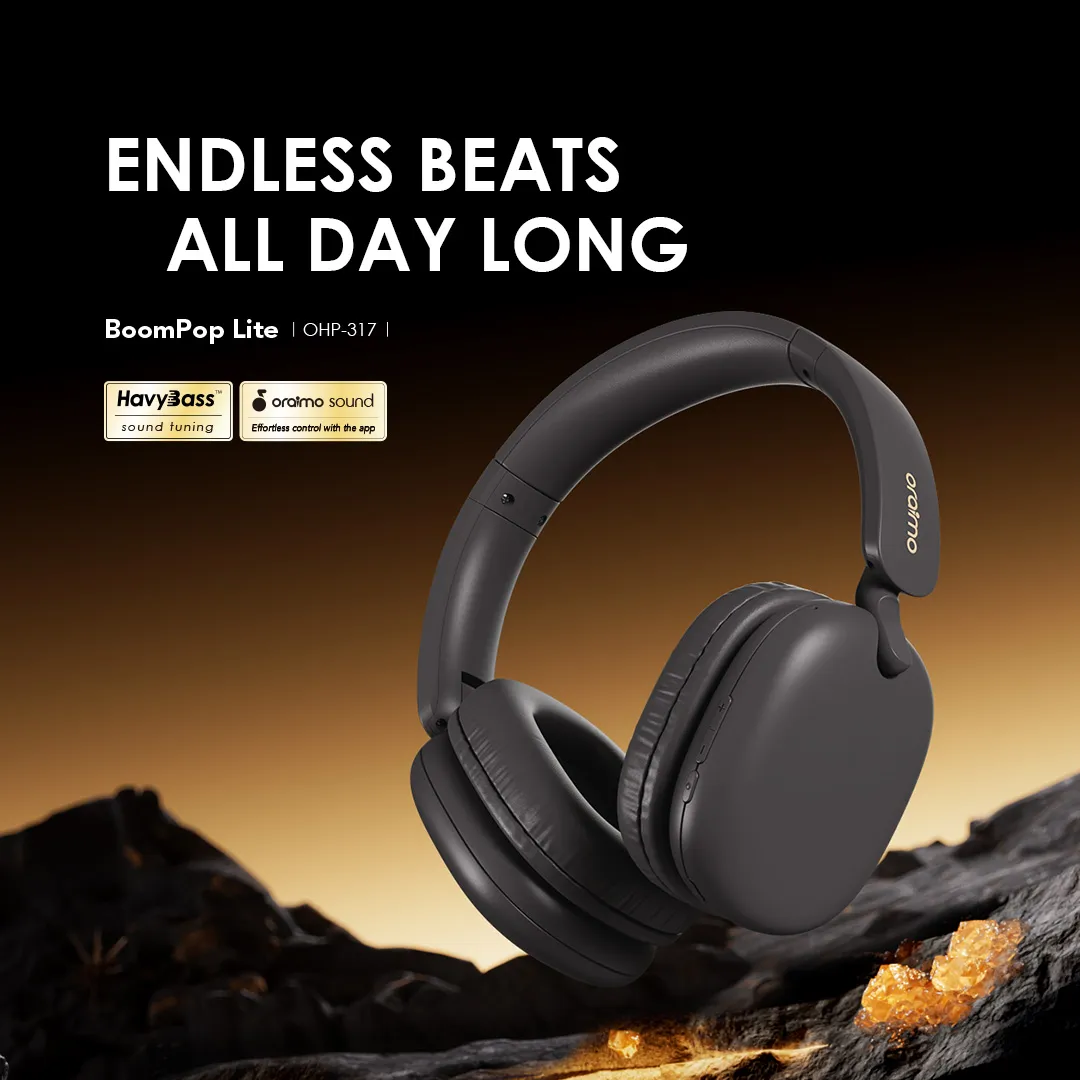 ENDLESS BEATS
ALL DAY LONG
BoomPop Lite | OHP-317 |
HavyBass™
sound tuning
oraimo sound
Effortless control with the app
oraimo